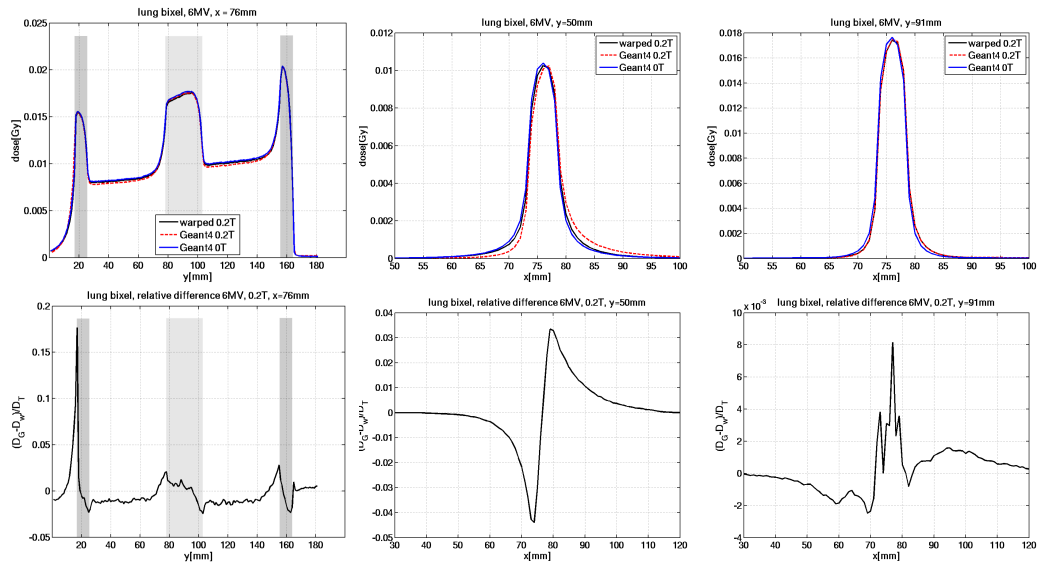 lung bixel, 6MV, x = 76mm
0.025
0.02
0.015
0.01
0.005
0
dose[Gy]
warped 0.2T
Geant4 0.2T
Geant4 0T
20 40 60 80 100 120 140 160 180
y[mm]
lung bixel, 6MV, y=50mm
0.012
0.01
0.008
0.006
0.004
0.002
0
dose[Gy]
warped 0.2T
Geant4 0.2T
Geant4 0T
50 55 60 65 70 75 80 85 90 95 100
x[mm]
lung bixel, 6MV, y=91mm
0.018
0.016
0.014
0.012
0.01
0.008
0.006
0.004
0.002
dose[Gy]
warped 0.2T
Geant4 0.2T
Geant4 0T
50 55 60 65 70 75 80 85 90 95 100
x[mm]
lung bixel, relative difference 6MV, 0.2T, x=76mm
0.2
0.15
0.1
0.05
0
-0.05
(D_G-D_w)/D_T
20 40 60 80 100 120 140 160 180
y[mm]
lung bixel, relative difference 6MV, 0.2T, y=50mm
0.04
0.03
0.02
0.01
0
-0.01
-0.02
-0.03
-0.04
-0.05
(D_G-D_w)/D_T
30 40 50 60 70 80 90 100 110 120
x[mm]
lung bixel, relative difference 6MV, 0.2T, y=91mm
x 10^-3
10
8
6
4
2
0
-2
-4
(D_G-D_w)/D_T
30 40 50 60 70 80 90 100 110 120
x[mm]